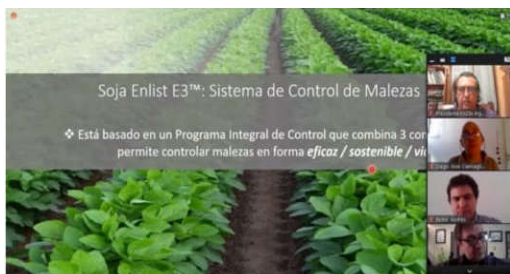 Soja Enlist E3™: Sistema de Control de Malezas
❖ Está basado en un Programa Integral de Control que combina 3
permite controlar malezas en forma eficaz / sostenible /